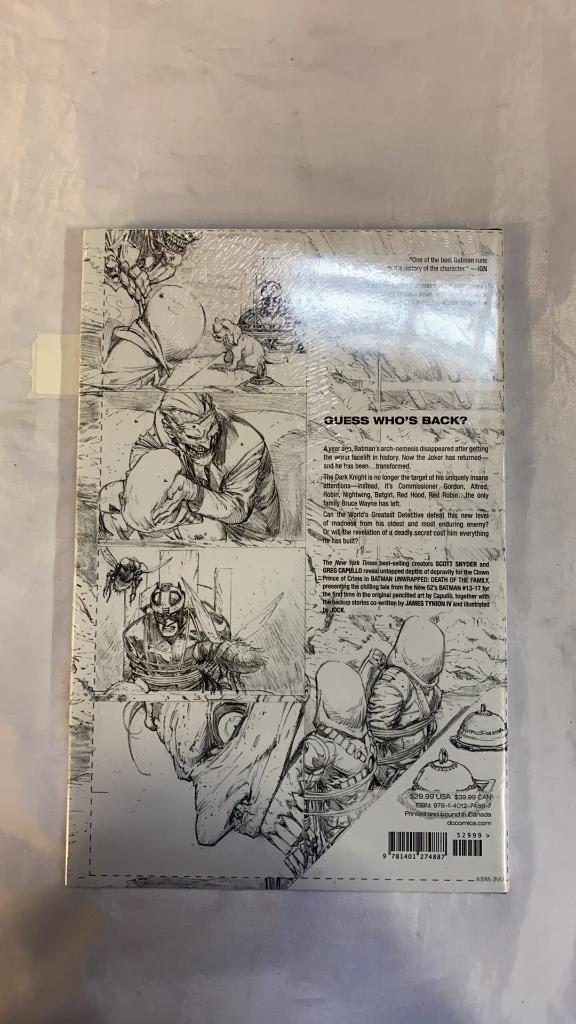 "One of the best Batman runs
in the history of the character." —IGN
GUESS WHO'S BACK?
A year ago, Batman's arch-nemesis disappeared after getting
the worst facelift in history. Now the Joker has returned—
and he has been...transformed.
The Dark Knight is no longer the target of his uniquely insane
attentions—instead, it's Commissioner Gordon, Alfred,
Robin, Nightwing, Batgirl, Red Hood, Red Robin...the only
family Bruce Wayne has left.
Can the World's Greatest Detective defeat this new level
of madness from his oldest and most enduring enemy?
Or will the revelation of a deadly secret cost him everything
he has built?
The New York Times best-selling creators SCOTT SNYDER and
GREG CAPULLO reveal untapped depths of depravity for the Clown
Prince of Crime in BATMAN UNWRAPPED: DEATH OF THE FAMILY,
presenting the chilling tale from the New 52's BATMAN #13-17 for
the first time in the original pencilled art by Capullo, together with
the backup stories co-written by JAMES TYNION IV and illustrated
by JOCK.
$29.99 USA $39.99 CAN
ISBN: 978-1-4012-7488-7
Printed and bound in Canada
dccomics.com
52999 >
9 781401 274887
LIVE AREA